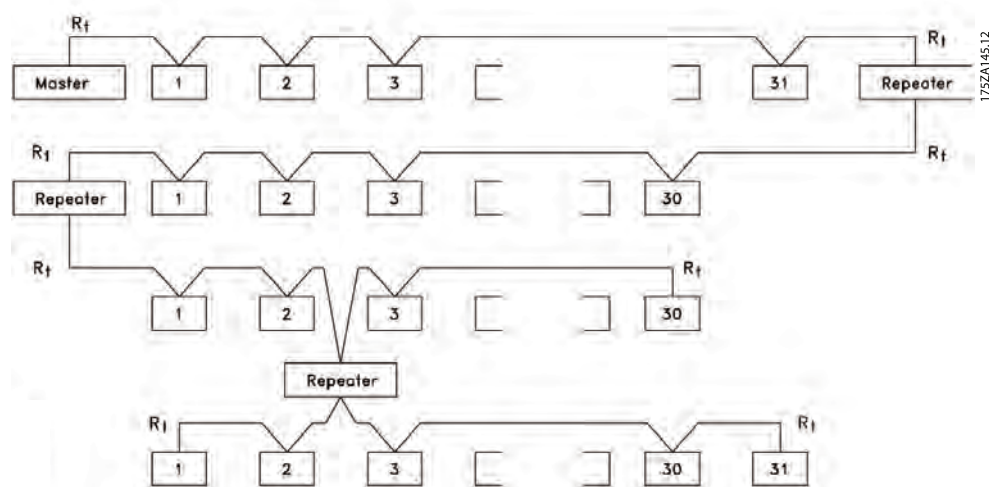 Rt Rt
Master 1 2 3 31 Repeater
175ZA145.12
Rt Rt
Repeater 1 2 3 30
Rt Rt
1 2 3 30
Repeater
Rt Rt
1 2 3 30 31